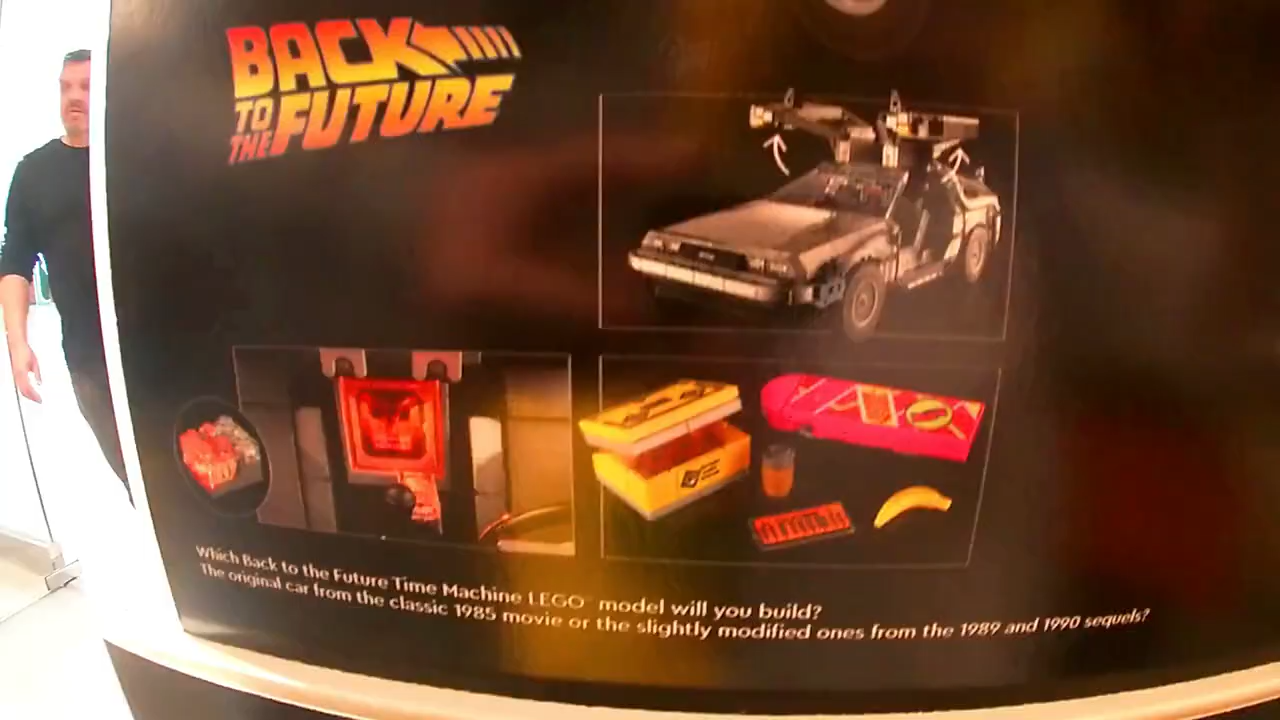 BACK
TO
THE FUTURE
Which Back to the Future Time Machine LEGO model will you build?
The original car from the classic 1985 movie or the slightly modified ones from the 1989 and 1990 sequels?